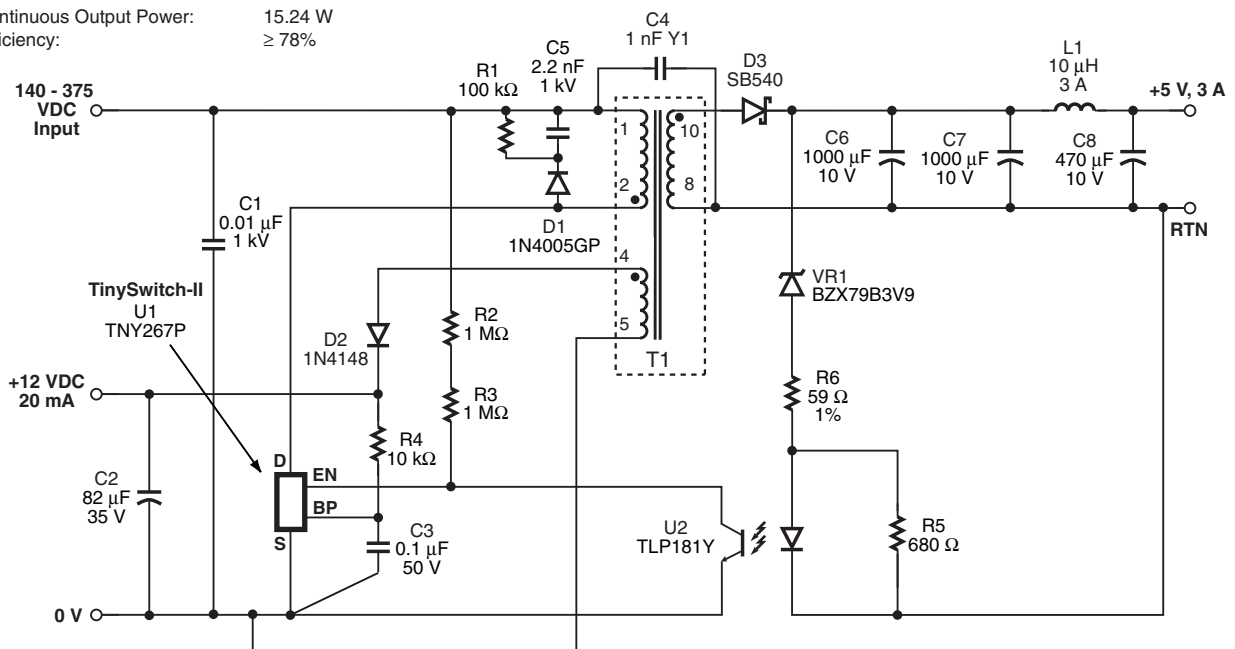 ntinuous Output Power: 15.24 W
iciency: ≥ 78%
C4
1 nF Y1
C5
2.2 nF
1 kV
R1
100 kΩ
D3
SB540
L1
10 µH
3 A
140 - 375
VDC
Input
+5 V, 3 A
1
10
C6
1000 µF
10 V
C7
1000 µF
10 V
C8
470 µF
10 V
2
8
C1
0.01 µF
1 kV
D1
1N4005GP
RTN
4
TinySwitch-II
U1
TNY267P
VR1
BZX79B3V9
R2
1 MΩ
5
D2
1N4148
T1
+12 VDC
20 mA
R3
1 MΩ
R6
59 Ω
1%
R4
10 kΩ
D
EN
C2
82 µF
35 V
BP
S
C3
0.1 µF
50 V
U2
TLP181Y
R5
680 Ω
0 V